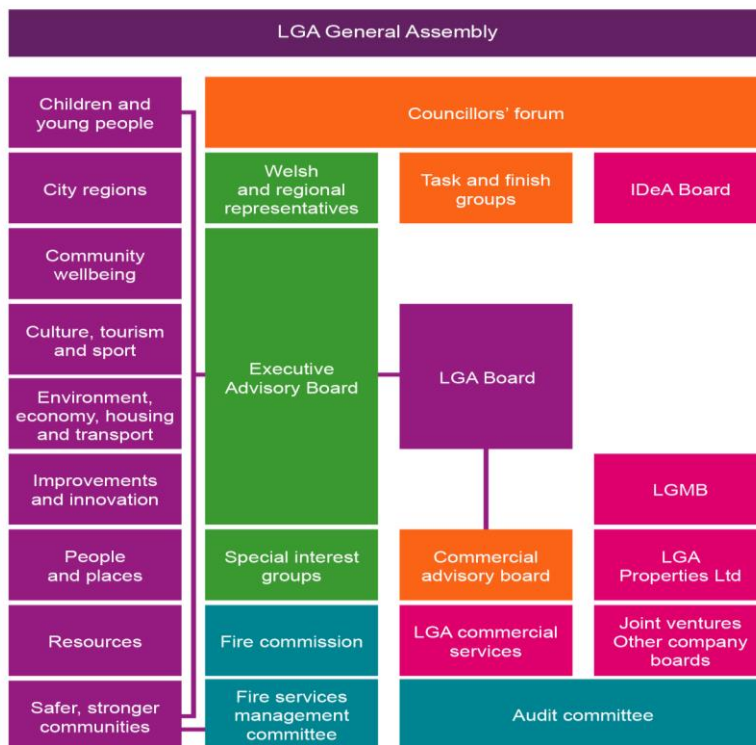 LGA General Assembly
Children and
young people
Councillors’ forum
City regions
Welsh
and regional
representatives
Task and finish
groups
IDeA Board
Community
wellbeing
Culture, tourism
and sport
Executive
Advisory Board
LGA Board
Environment,
economy, housing
and transport
Improvements
and innovation
LGMB
People
and places
Special interest
groups
Commercial
advisory board
LGA
Properties Ltd
Resources
Fire commission
LGA commercial
services
Joint ventures
Other company
boards
Safer, stronger
communities
Fire services
management
committee
Audit committee